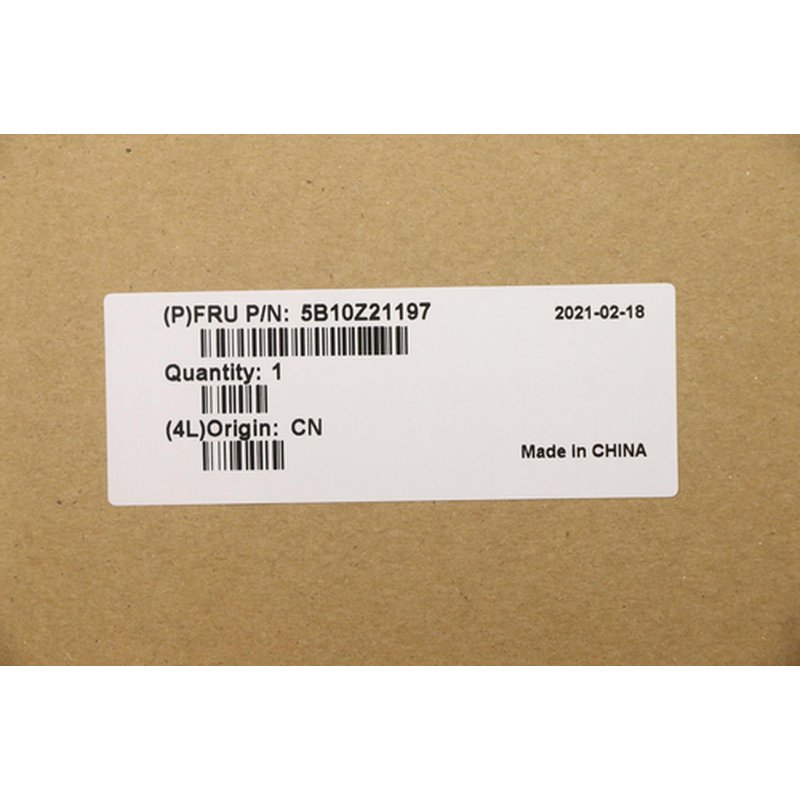 (P)FRU P/N: 5B10Z21197 2021-02-18
Quantity: 1
(4L)Origin: CN
Made in CHINA